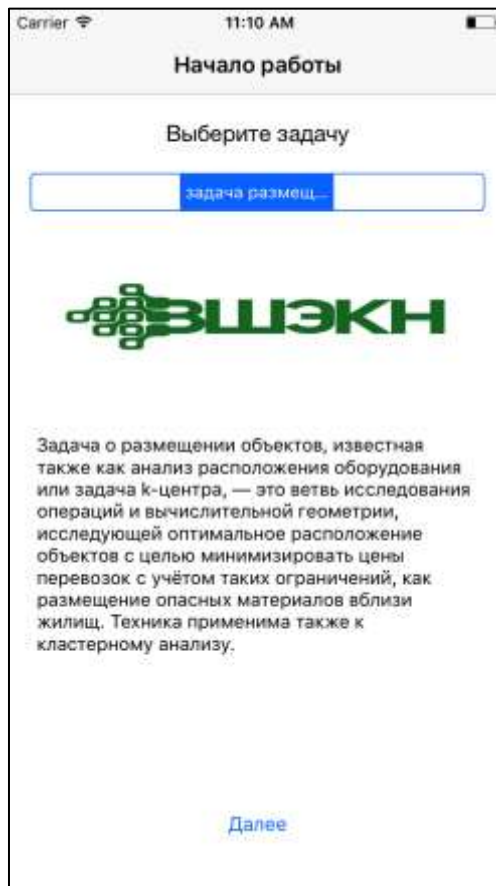 Carrier 11:10 AM
Начало работы
Выберите задачу
задача размещ...
ВШЭКН
Задача о размещении объектов, известная
также как анализ расположения оборудования
или задача k-центра, — это ветвь исследования
операций и вычислительной геометрии,
исследующей оптимальное расположение
объектов с целью минимизировать цены
перевозок с учётом таких ограничений, как
размещение опасных материалов вблизи
жилищ. Техника применима также к
кластерному анализу.
Далее